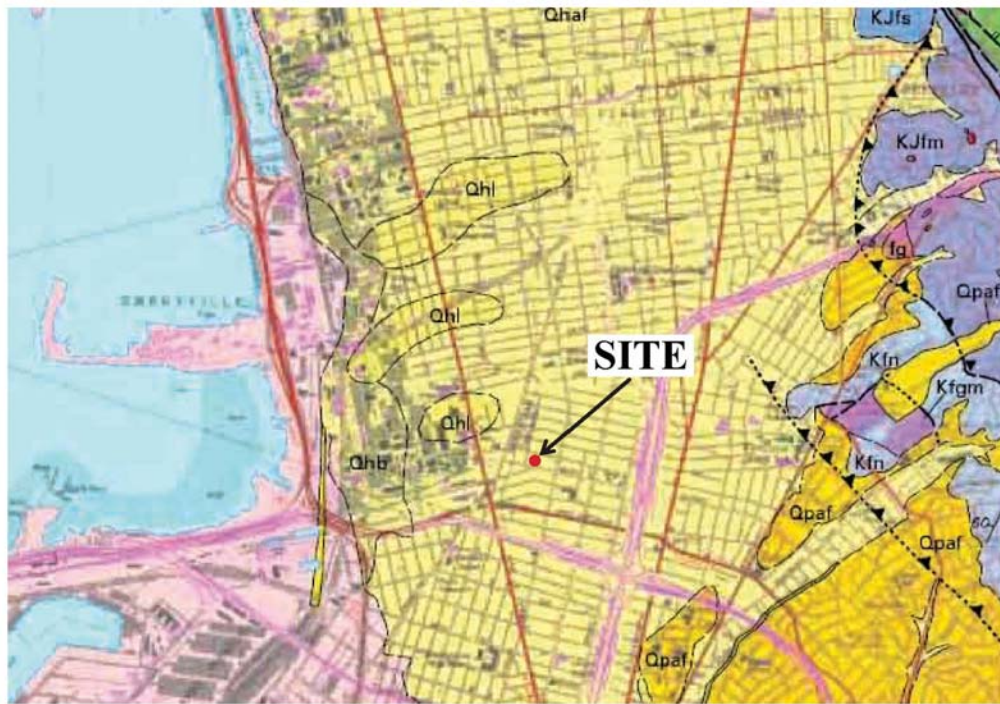 Qhaf
KJfs
KJfm
Qhl
fg
Qpaf
EMERYVILLE
Qhl
SITE
Kfn
Kfgm
Qhl
Qhb
Kfn
Qpaf
Qpaf
Qpaf